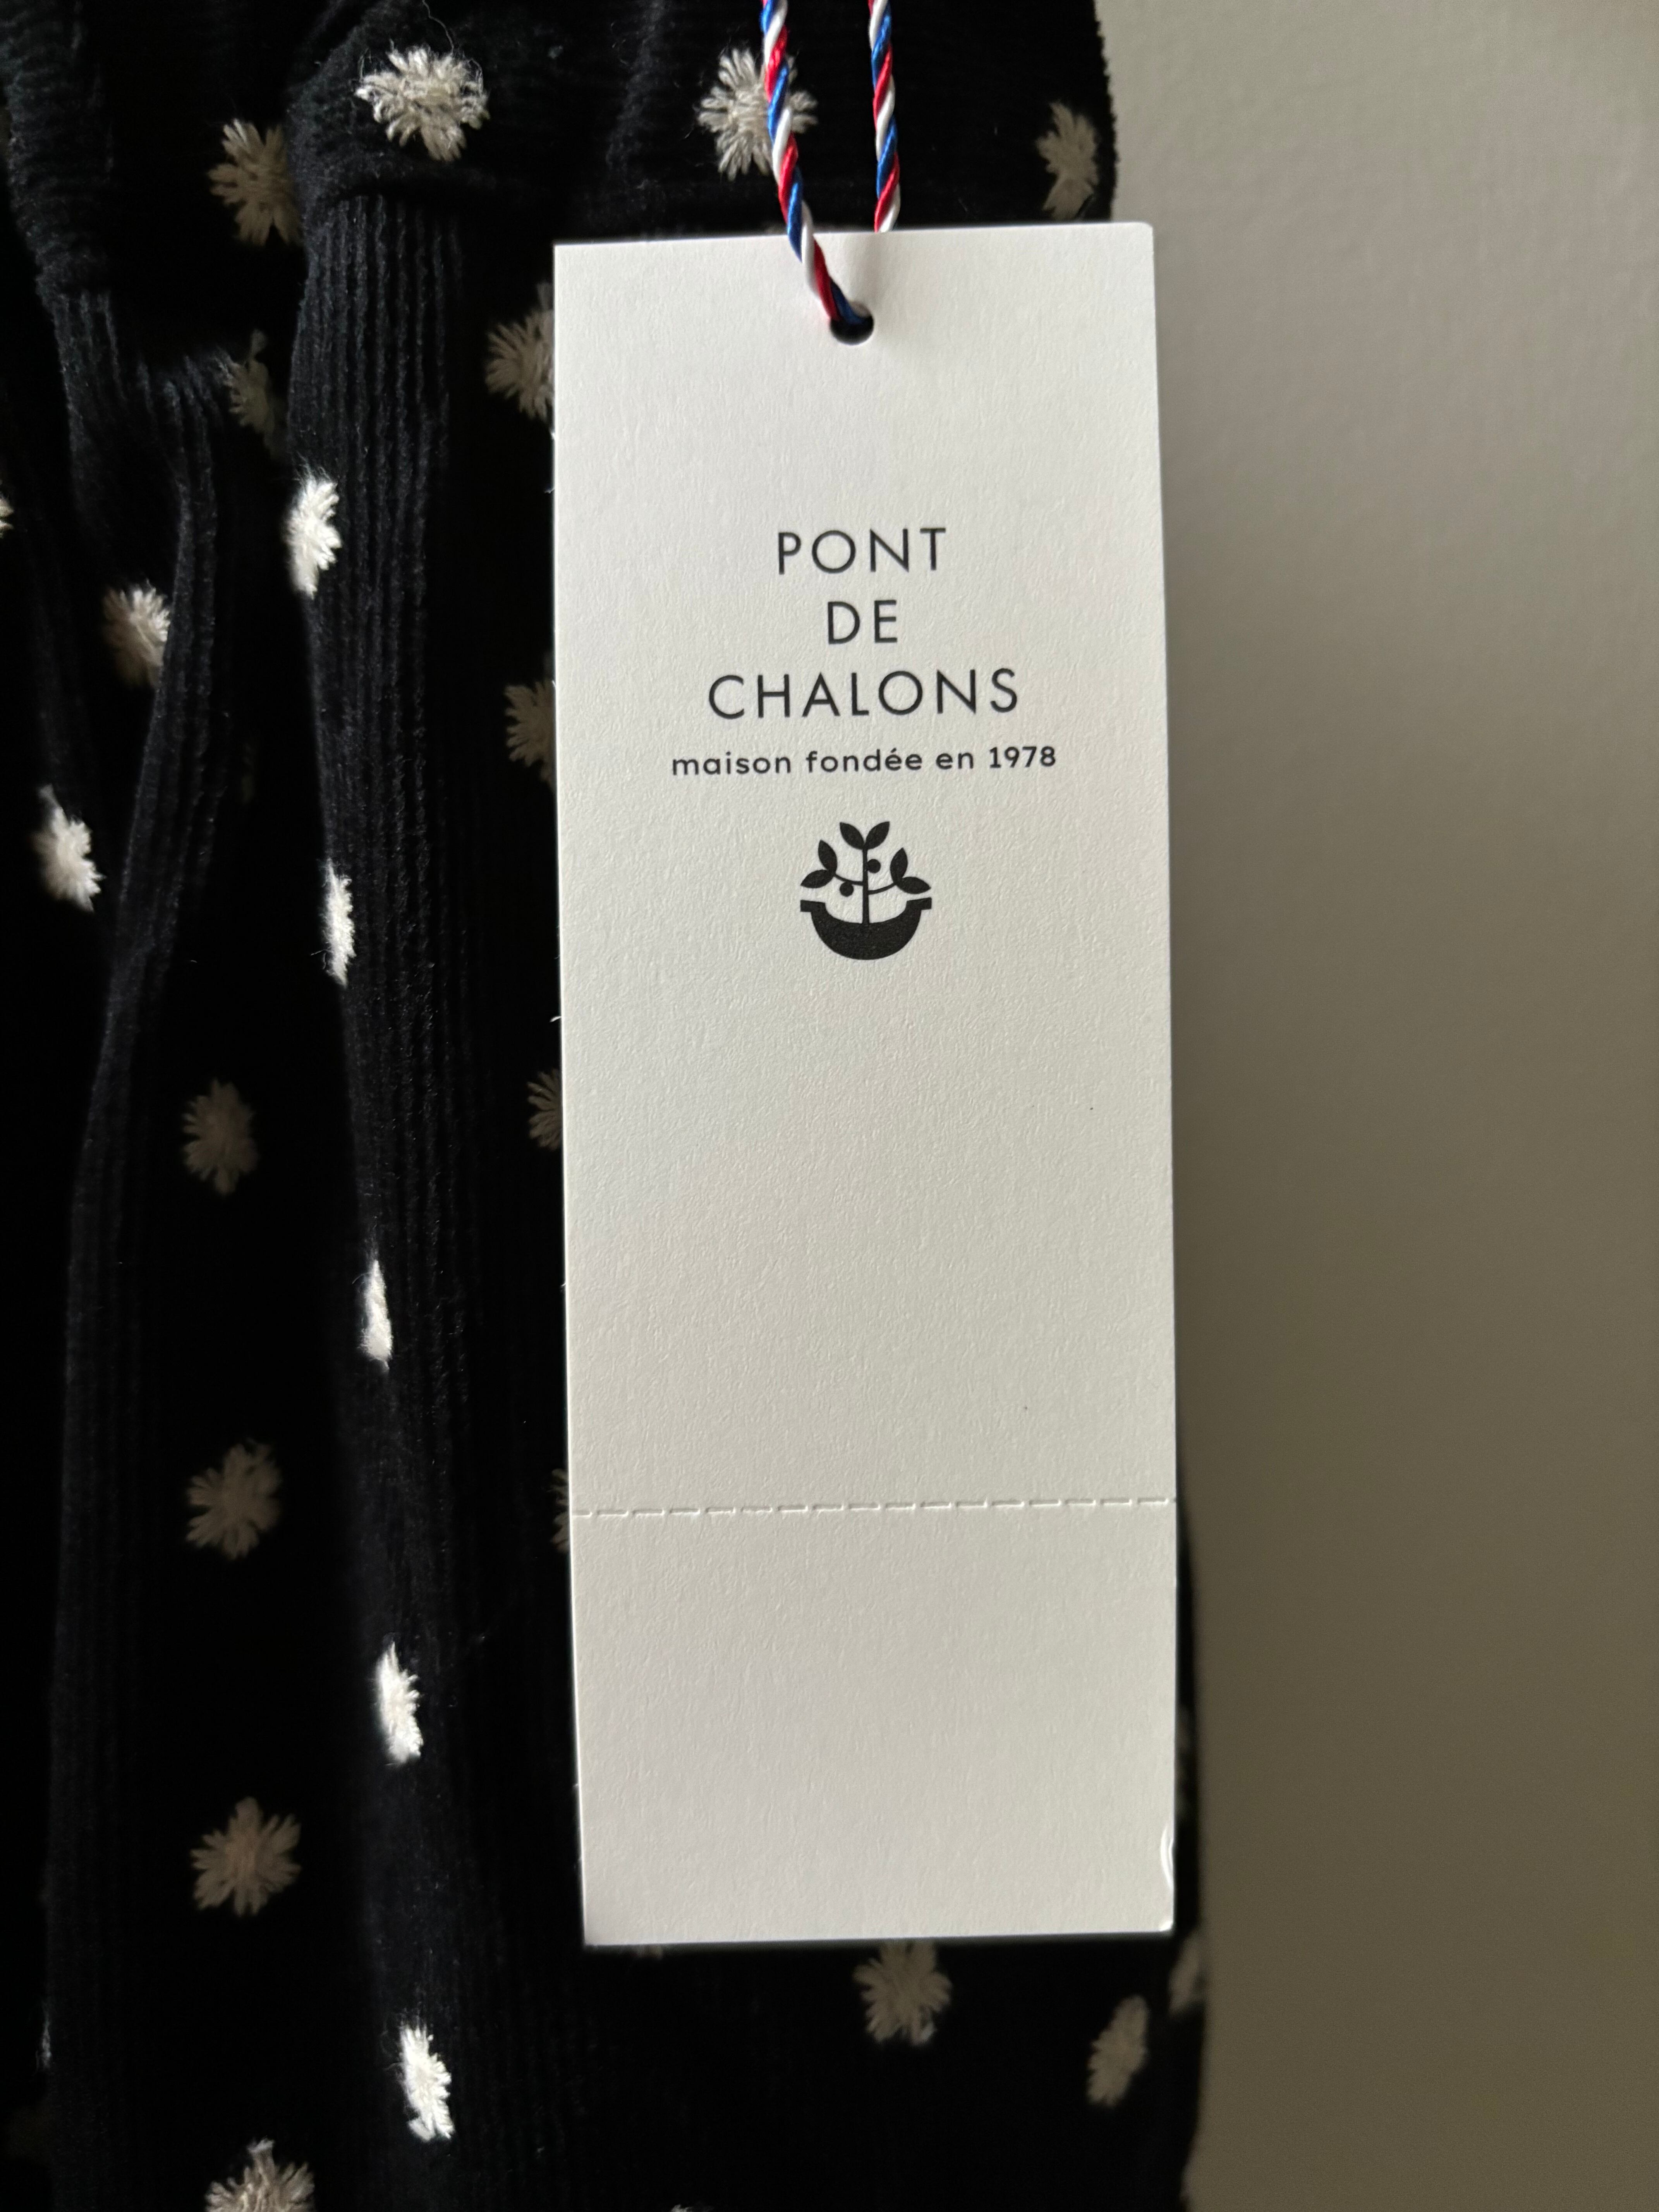 PONT
DE
CHALONS
maison fondée en 1978